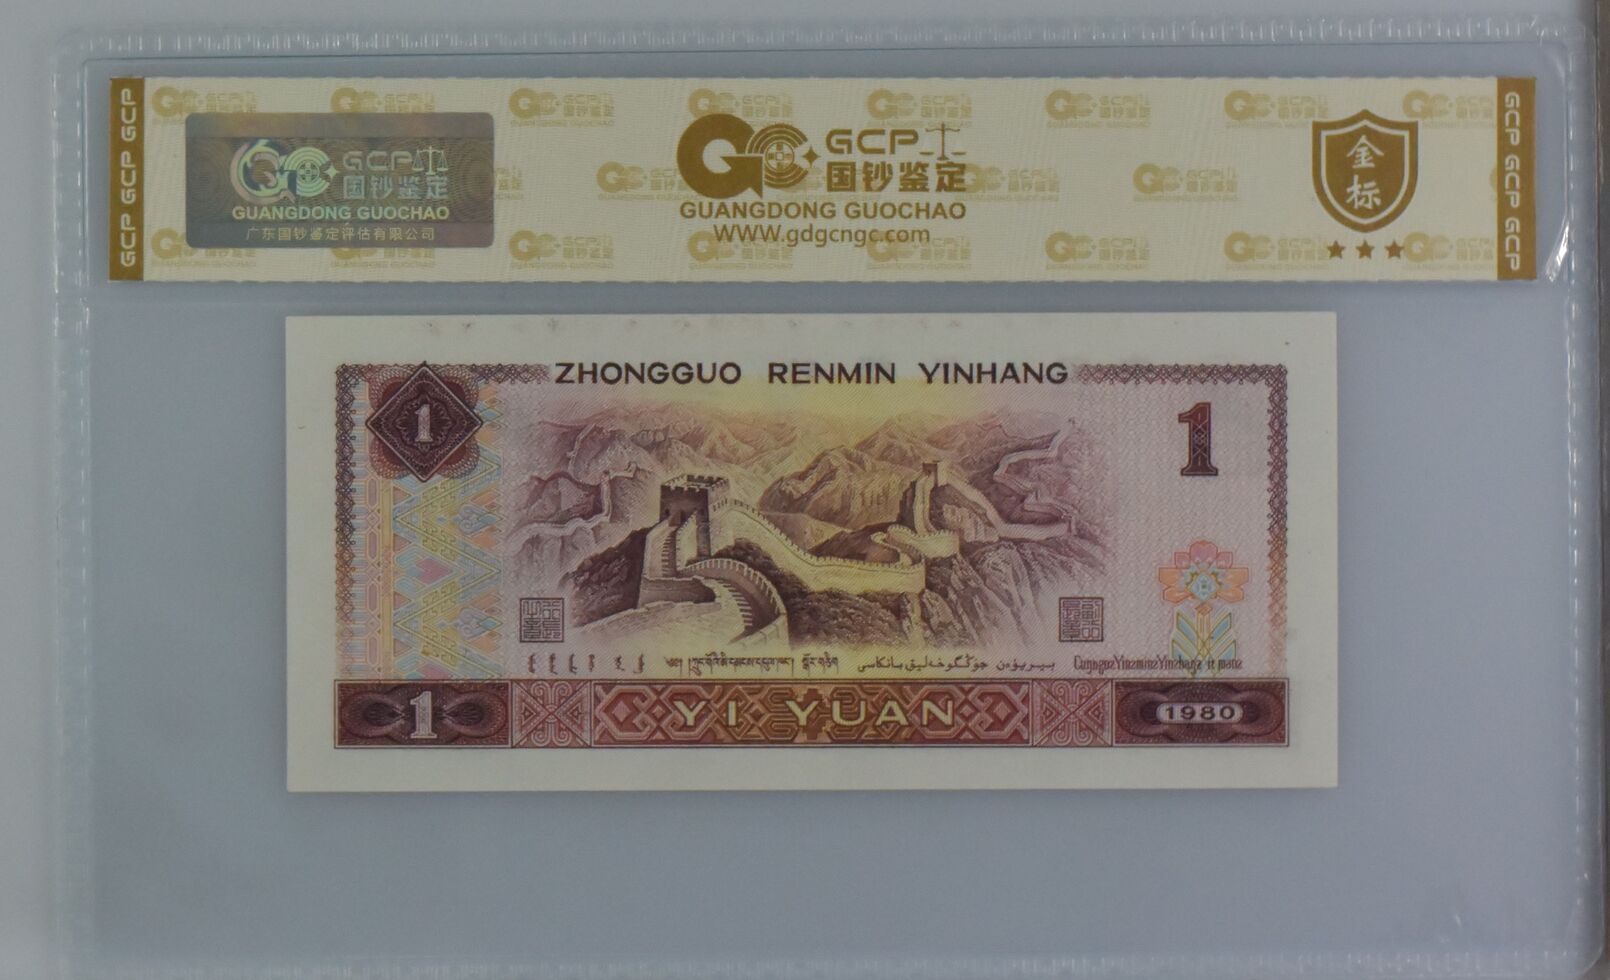 GCP GCP GCP
GCP 国钞鉴定
GUANGDONG GUOCHAO
广东国钞鉴定评估有限公司
GCP
国钞鉴定
GUANGDONG GUOCHAO
WWW.gdgcngc.com
金标
GCP GCP GCP
ZHONGGUO RENMIN YINHANG
1
1
1
YI YUAN
1980